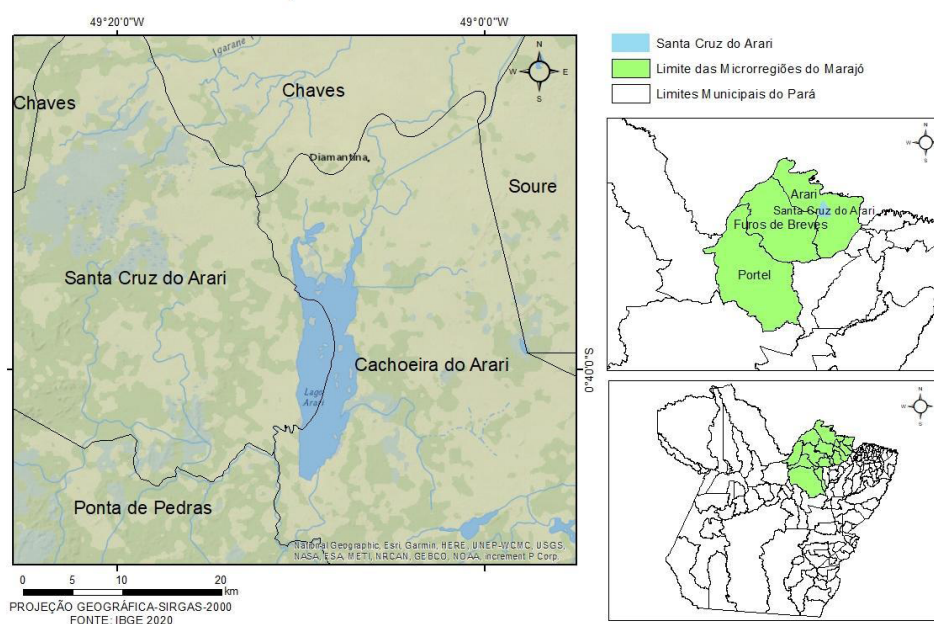 49°20'0"W
49°0'0"W
N
W
E
S
Igarane
Chaves
Chaves
Diamantina
Soure
Santa Cruz do Arari
Cachoeira do Arari
Lago
Arari
0°40'0"S
Ponta de Pedras
National Geographic, Esri, Garmin, HERE, UNEP-WCMC, USGS,
NASA, ESA, METI, NRCAN, GEBCO, NOAA, increment P Corp.
0 5 10 20
km
PROJEÇÃO GEOGRÁFICA-SIRGAS-2000
FONTE: IBGE 2020
Santa Cruz do Arari
Limite das Microrregiões do Marajó
Limites Municipais do Pará
N
W
E
S
Arari
Santa Cruz do Arari
Furos de Breves
Portel
N
W
E
S